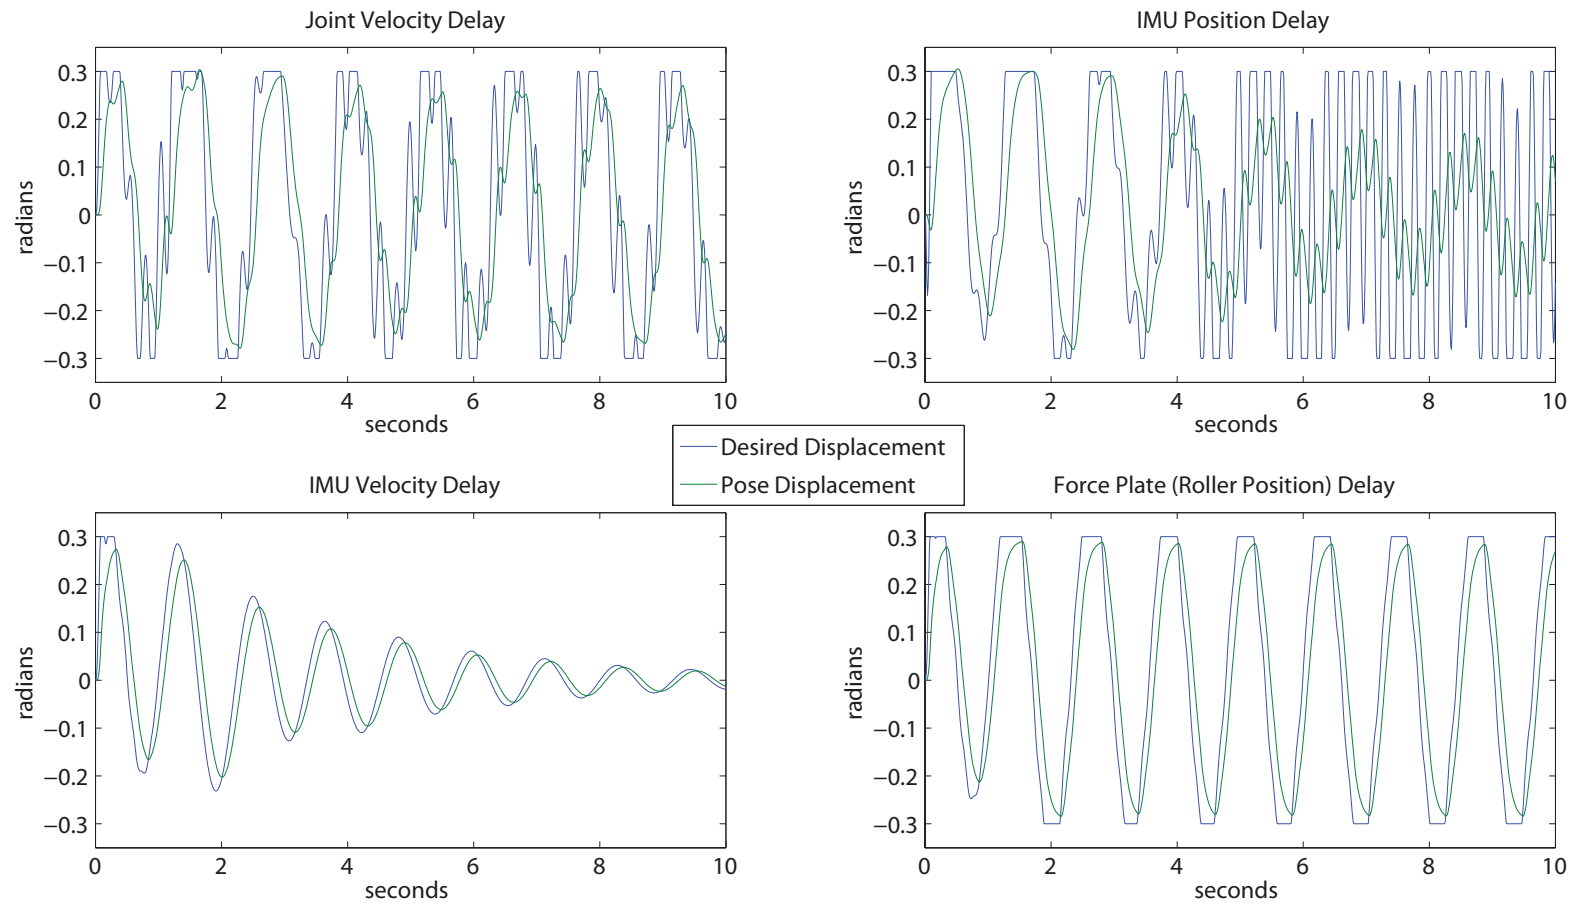 Joint Velocity Delay
radians
0.3
0.2
0.1
0
−0.1
−0.2
−0.3
0 2 4 6 8 10
seconds
IMU Position Delay
radians
0.3
0.2
0.1
0
−0.1
−0.2
−0.3
0 2 4 6 8 10
seconds
Desired Displacement
Pose Displacement
IMU Velocity Delay
radians
0.3
0.2
0.1
0
−0.1
−0.2
−0.3
0 2 4 6 8 10
seconds
Force Plate (Roller Position) Delay
radians
0.3
0.2
0.1
0
−0.1
−0.2
−0.3
0 2 4 6 8 10
seconds